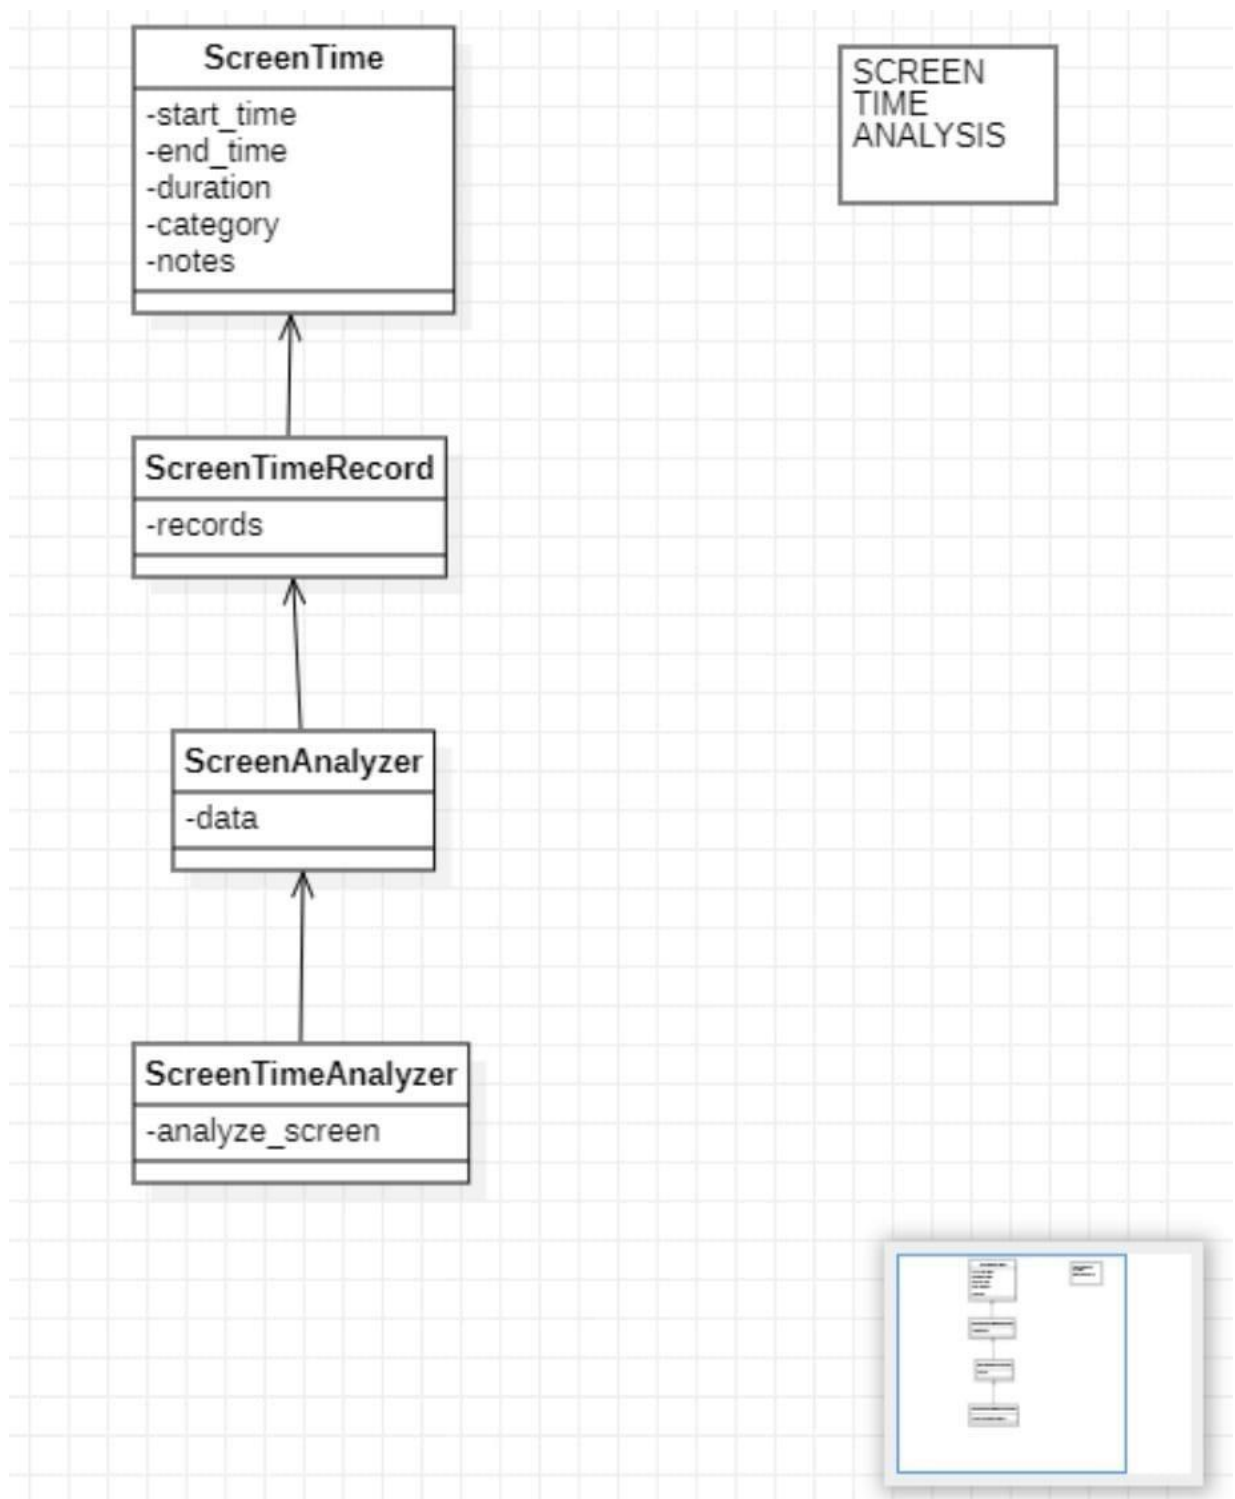 ScreenTime
-start_time
-end_time
-duration
-category
-notes
SCREEN
TIME
ANALYSIS
ScreenTimeRecord
-records
ScreenAnalyzer
-data
ScreenTimeAnalyzer
-analyze_screen